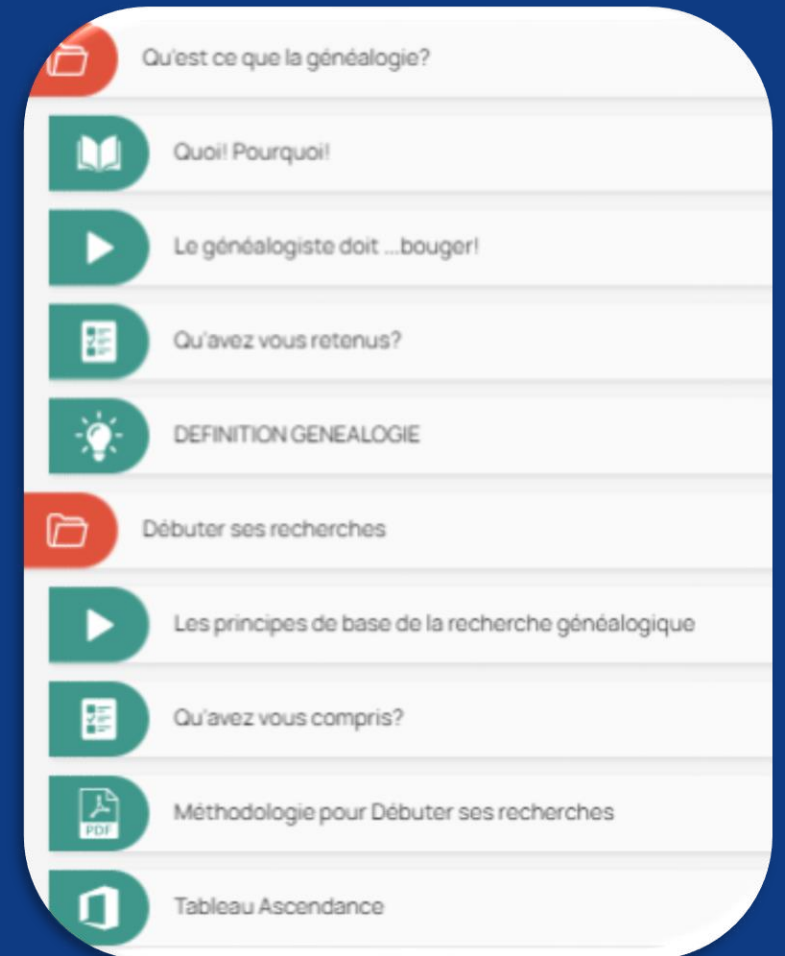 Qu'est ce que la généalogie?
Quoi! Pourquoi!
Le généalogiste doit ...bouger!
Qu'avez vous retenus?
DEFINITION GENEALOGIE
Débuter ses recherches
Les principes de base de la recherche généalogique
Qu'avez vous compris?
PDF
Méthodologie pour Débuter ses recherches
Tableau Ascendance